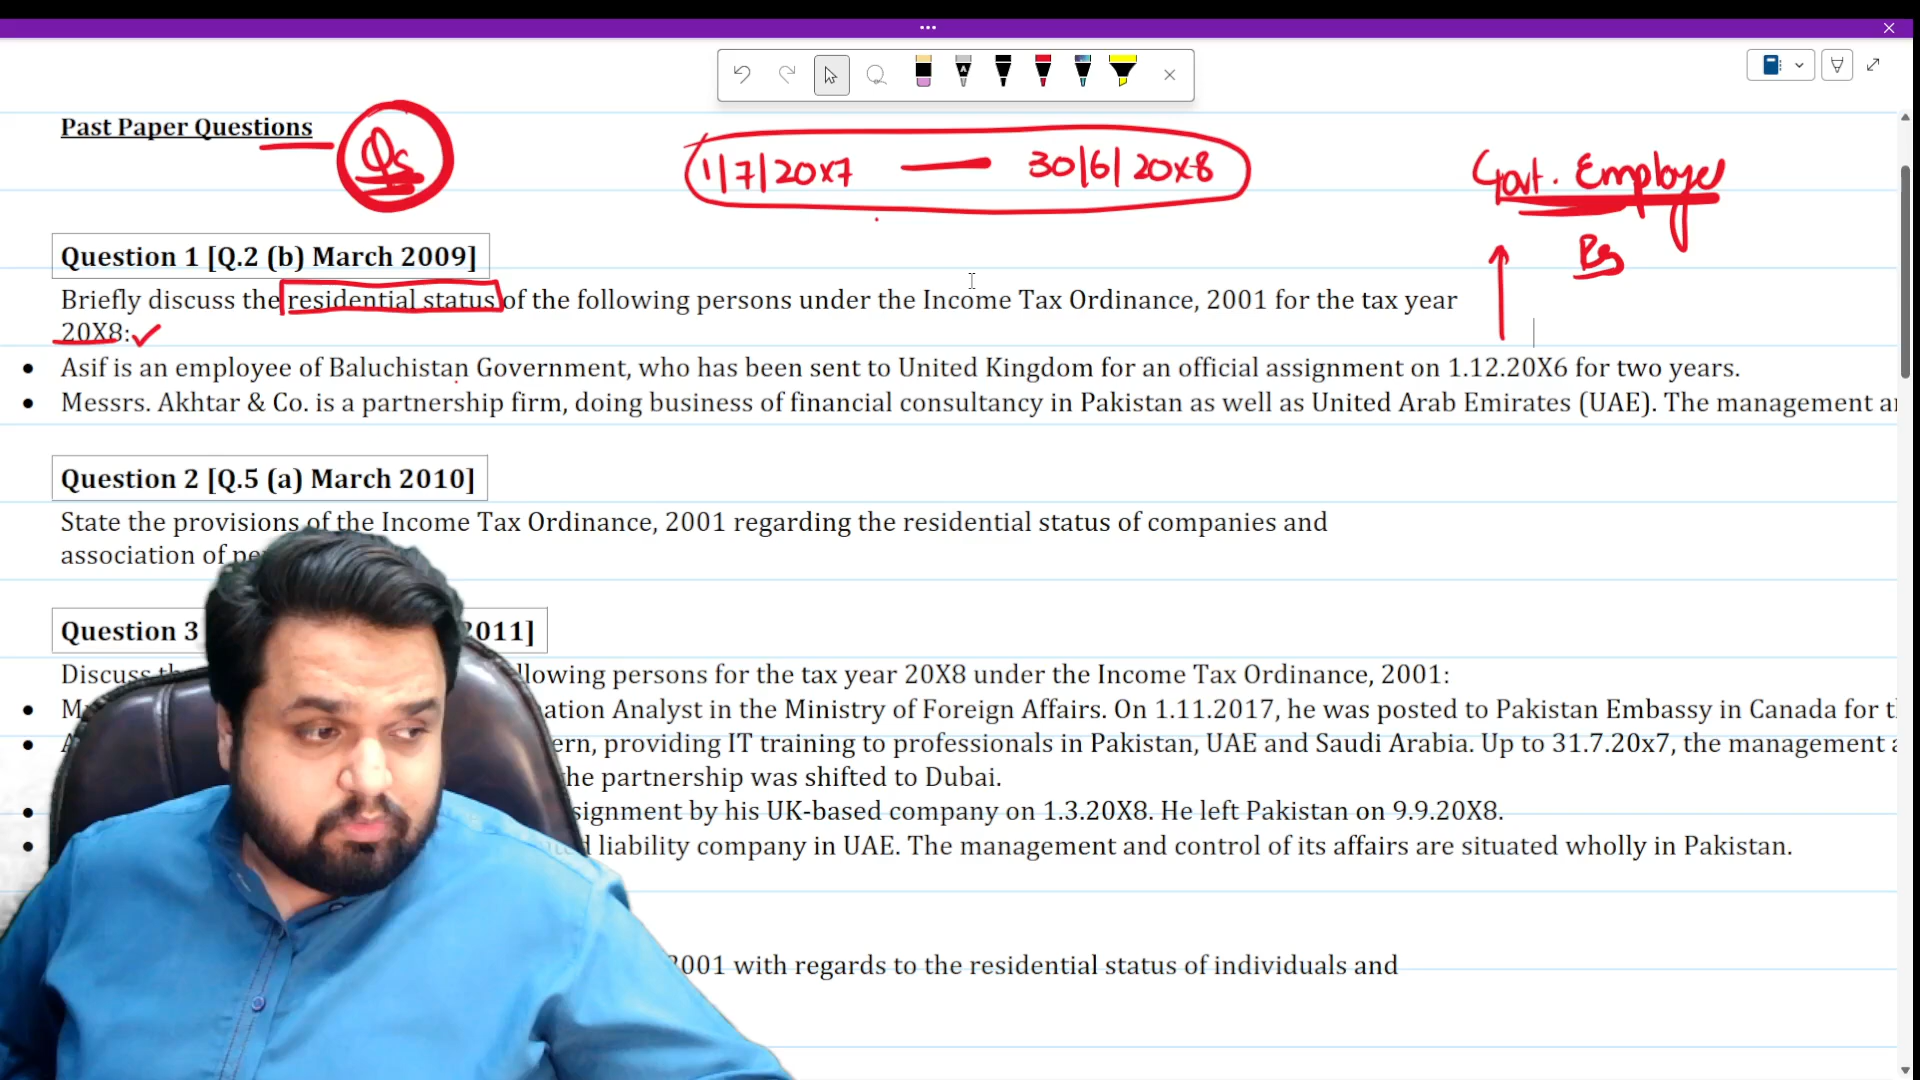 Past Paper Questions
Qs
1/7/20x7 — 30/6/20x8
Govt. Employee
Question 1 [Q.2 (b) March 2009]
Briefly discuss the residential status of the following persons under the Income Tax Ordinance, 2001 for the tax year
20X8:
• Asif is an employee of Baluchistan Government, who has been sent to United Kingdom for an official assignment on 1.12.20X6 for two years.
• Messrs. Akhtar & Co. is a partnership firm, doing business of financial consultancy in Pakistan as well as United Arab Emirates (UAE). The management
Question 2 [Q.5 (a) March 2010]
State the provisions of the Income Tax Ordinance, 2001 regarding the residential status of companies and
association of
Question 3 2011]
Discuss following persons for the tax year 20X8 under the Income Tax Ordinance, 2001:
• Analyst in the Ministry of Foreign Affairs. On 1.11.2017, he was posted to Pakistan Embassy in Canada for
• providing IT training to professionals in Pakistan, UAE and Saudi Arabia. Up to 31.7.20x7, the management
the partnership was shifted to Dubai.
• by his UK-based company on 1.3.20X8. He left Pakistan on 9.9.20X8.
• liability company in UAE. The management and control of its affairs are situated wholly in Pakistan.
2001 with regards to the residential status of individuals and